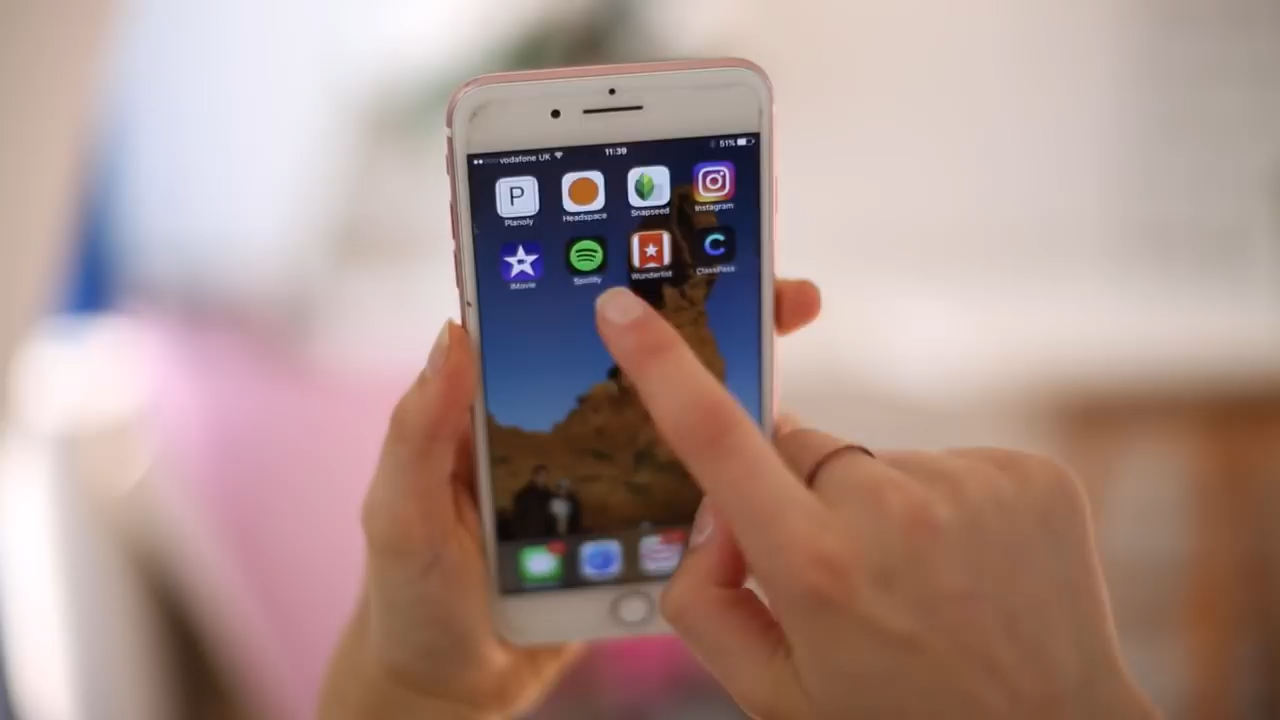 vodafone UK 11:39 51%
P
Planoly Headspace Snapseed Instagram
iMovie Spotify Wunderlist ClassPass